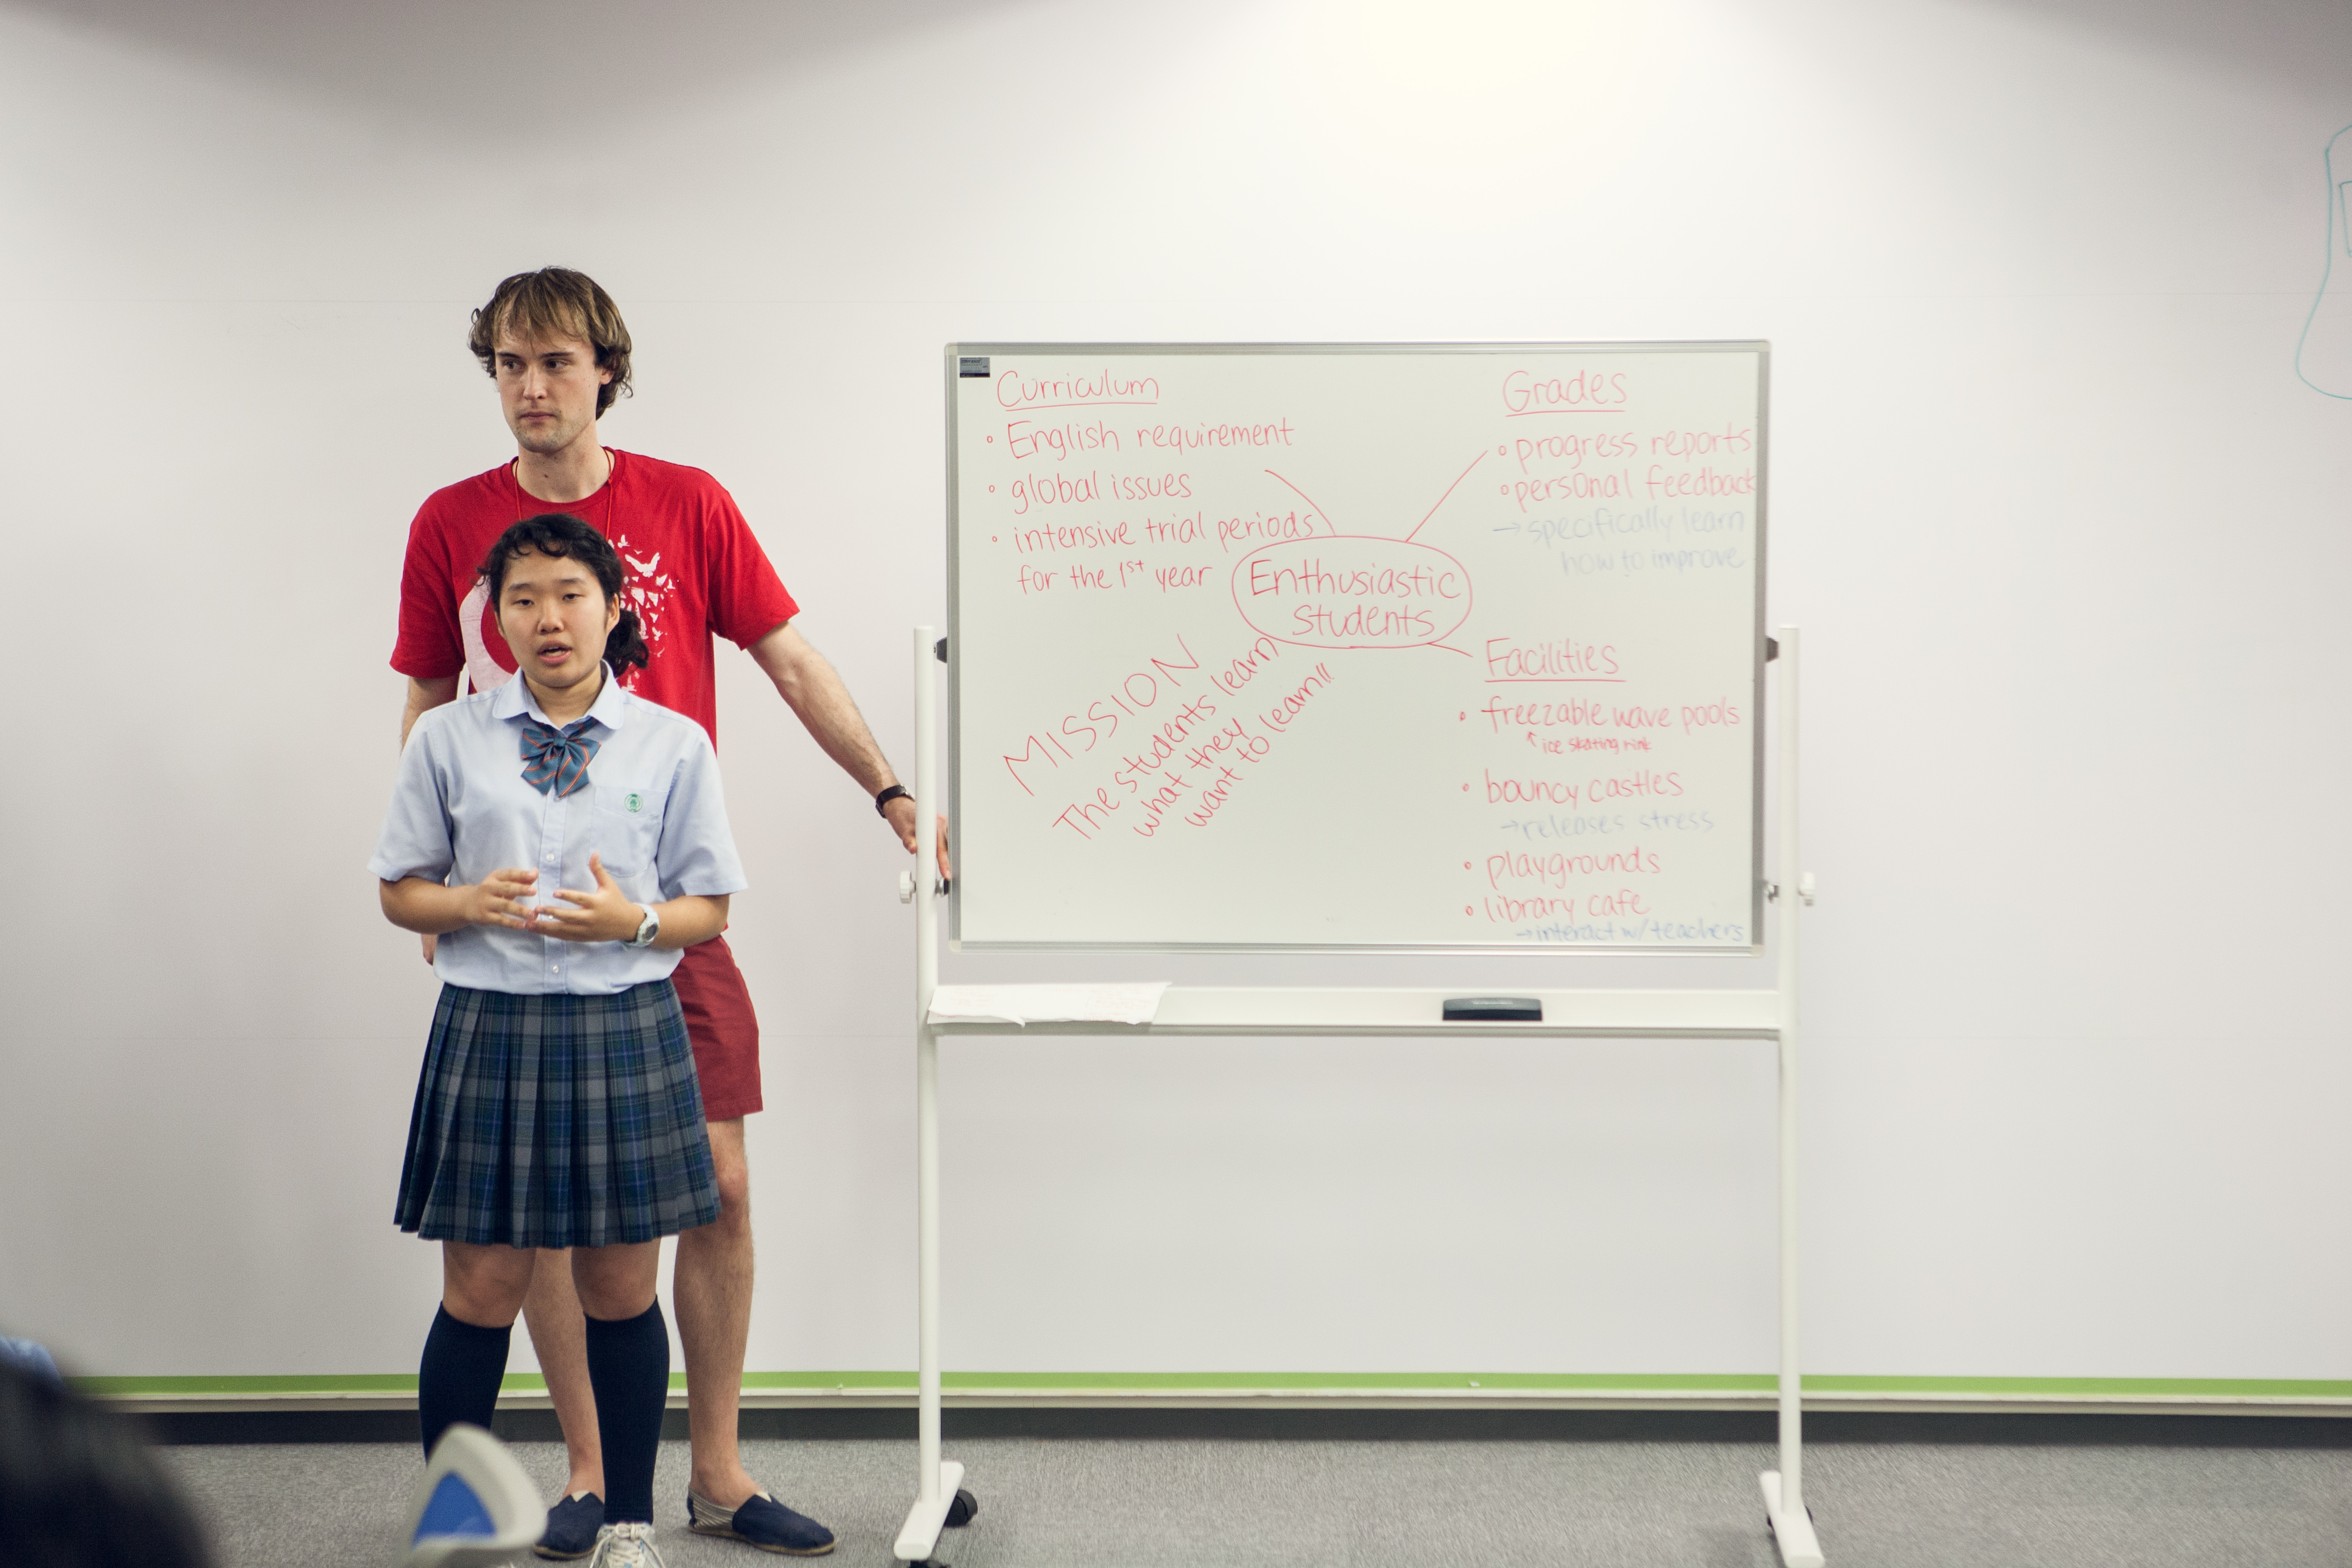 Curriculum
• English requirement
• global issues
• intensive trial periods
for the 1st year
Grades
• progress reports
• personal feedback
→ specifically learn
how to improve
Enthusiastic
Students
MISSION
The students learn
what they
want to learn"
Facilities
• freezable wave pools
↑ ice skating rink
• bouncy castles
→ releases stress
• playgrounds
• library cafe
→ interact w/ teachers